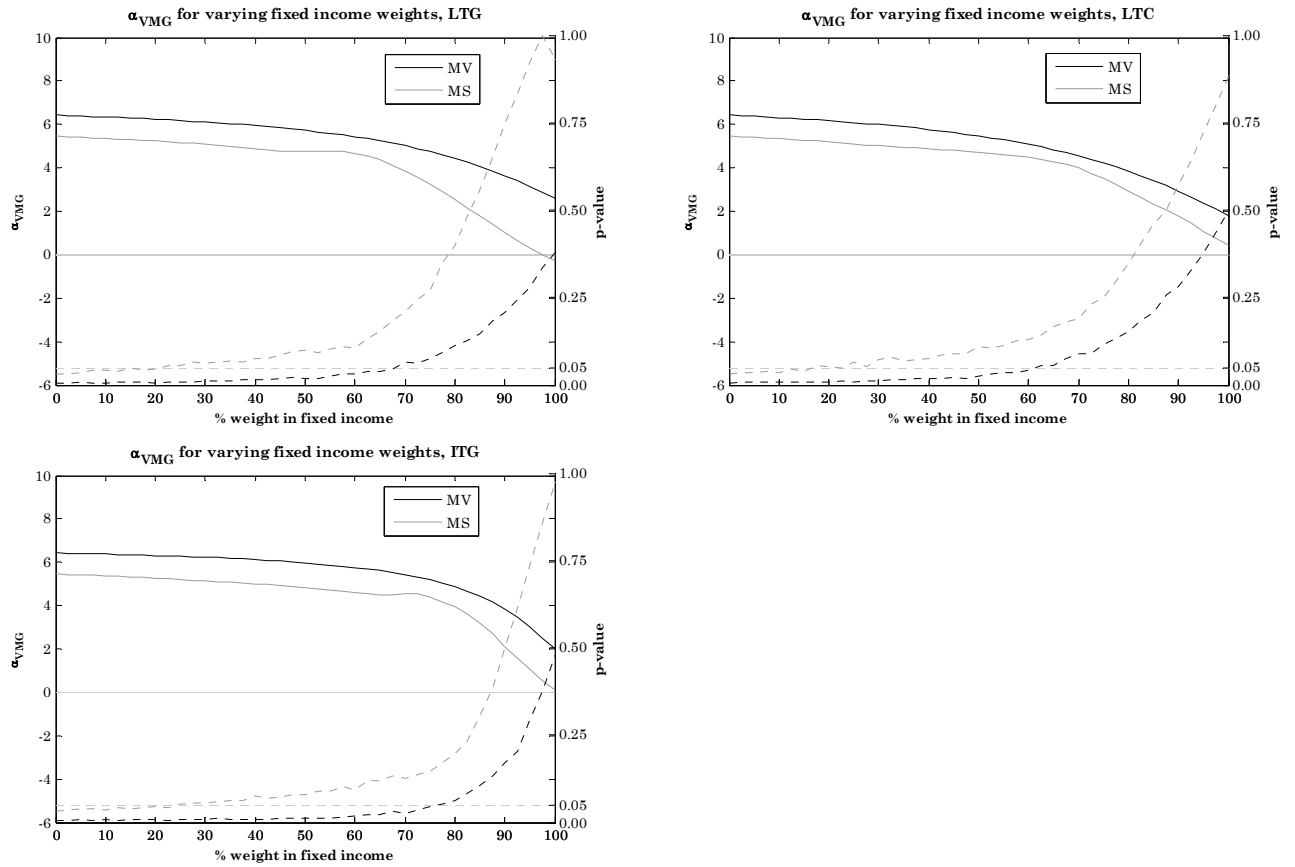 αVMG for varying fixed income weights, LTG
10
8
6
4
2
0
-2
-4
-6
αVMG
1.00
0.75
0.50
0.25
0.05
0.00
p-value
MV
MS
0 10 20 30 40 50 60 70 80 90 100
% weight in fixed income
αVMG for varying fixed income weights, LTC
10
8
6
4
2
0
-2
-4
-6
αVMG
1.00
0.75
0.50
0.25
0.05
0.00
p-value
MV
MS
0 10 20 30 40 50 60 70 80 90 100
% weight in fixed income
αVMG for varying fixed income weights, ITG
10
8
6
4
2
0
-2
-4
-6
αVMG
1.00
0.75
0.50
0.25
0.05
0.00
p-value
MV
MS
0 10 20 30 40 50 60 70 80 90 100
% weight in fixed income